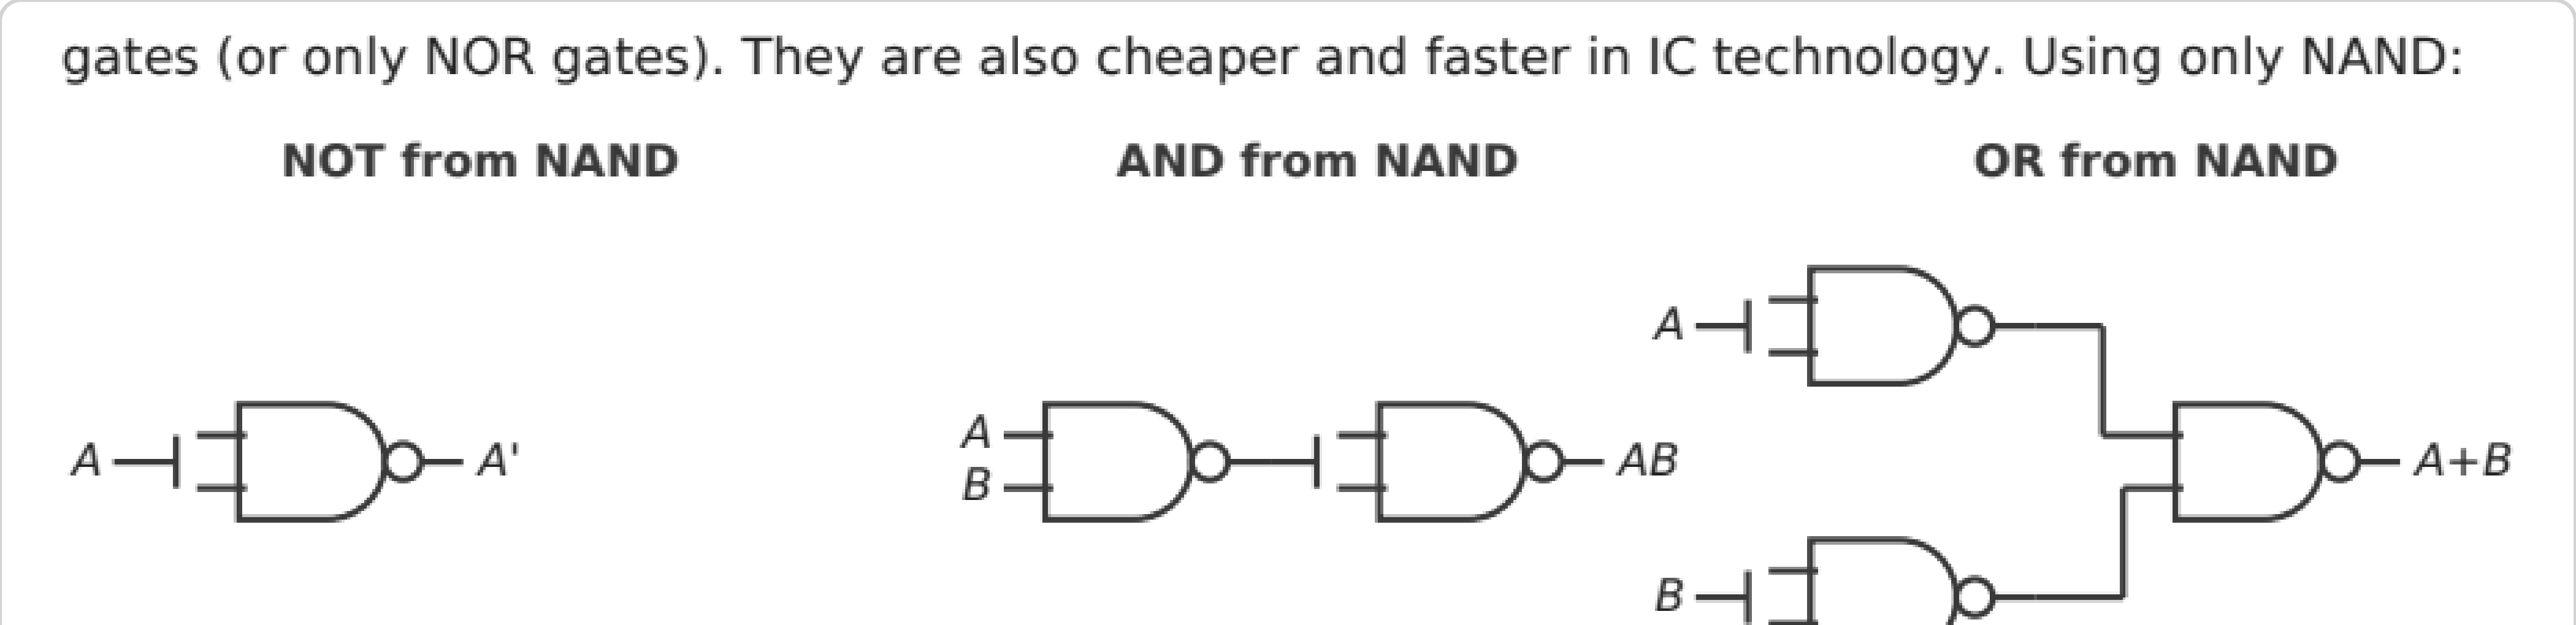 gates (or only NOR gates). They are also cheaper and faster in IC technology. Using only NAND:
NOT from NAND
AND from NAND
OR from NAND
A
A'
A
B
AB
A
B
A+B